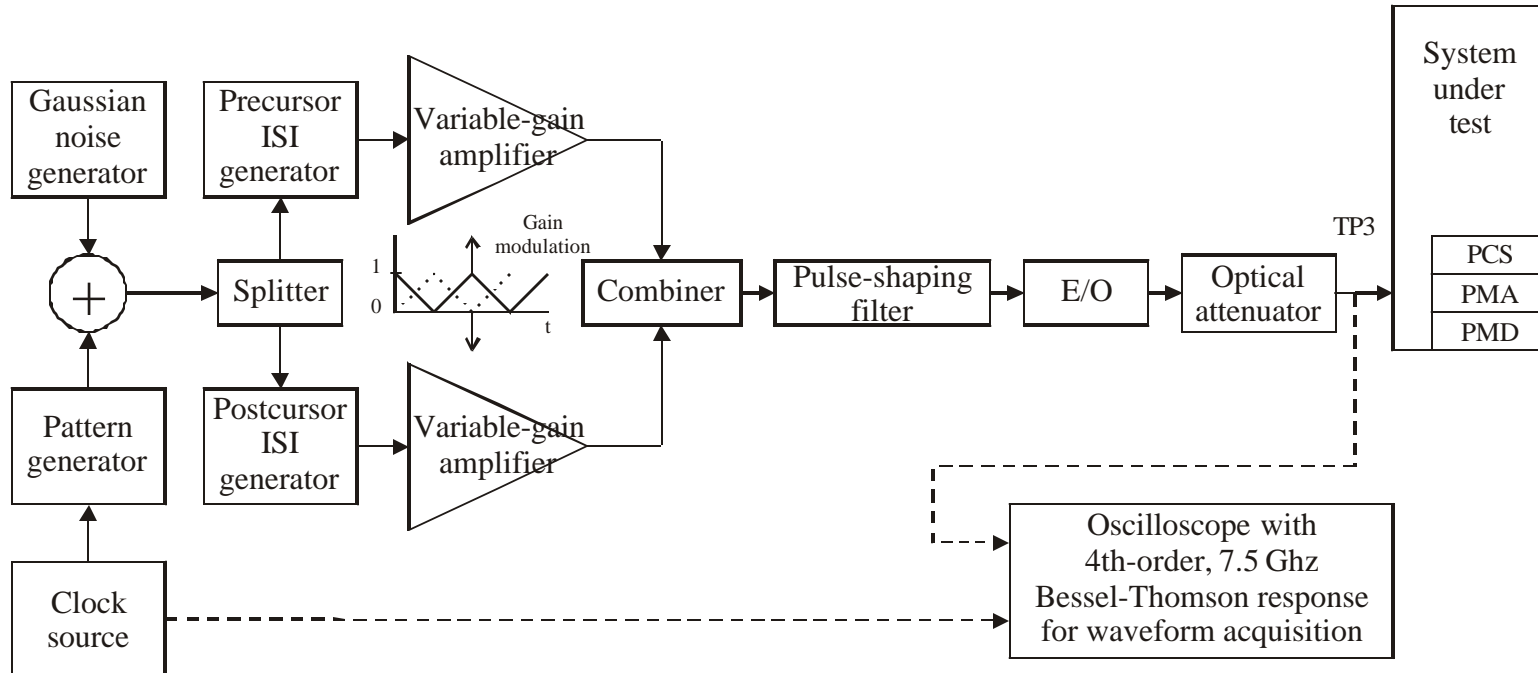 Gaussian
noise
generator
+
Pattern
generator
Clock
source
Splitter
Precursor
ISI
generator
Postcursor
ISI
generator
Variable-gain
amplifier
Gain
modulation
1
0
t
Variable-gain
amplifier
Combiner
Pulse-shaping
filter
E/O
Optical
attenuator
TP3
System
under
test
PCS
PMA
PMD
Oscilloscope with
4th-order, 7.5 Ghz
Bessel-Thomson response
for waveform acquisition